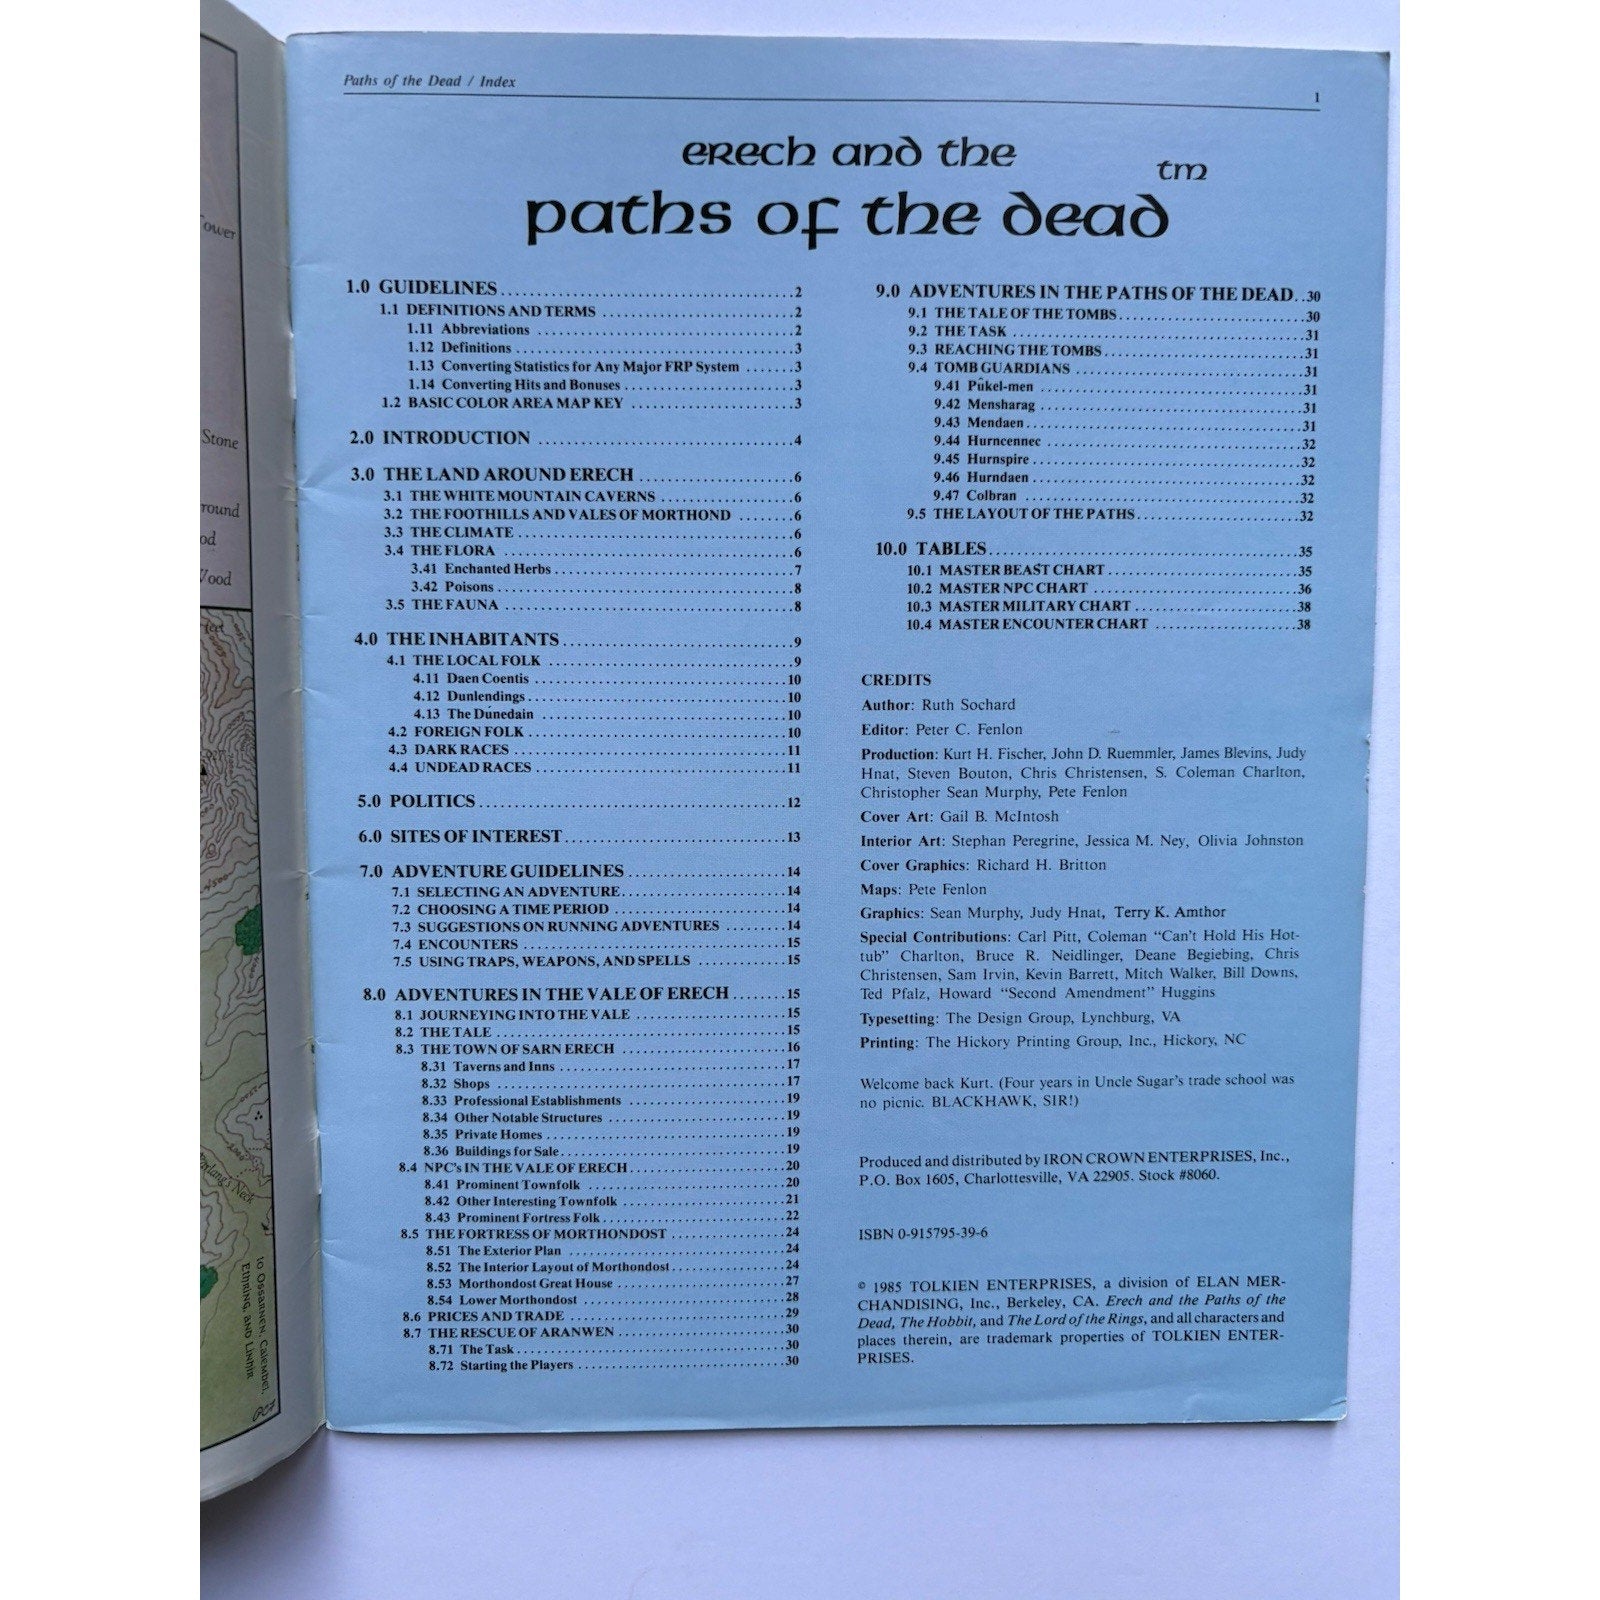 Tower
Stone
round
od
Wood
feet
4500
2000
to Ossarnen, Calembel,
Ethring, and Linhir
PCF
Paths of the Dead / Index
1
erech and the
tm
paths of the dead
1.0 GUIDELINES 2
1.1 DEFINITIONS AND TERMS 2
1.11 Abbreviations 2
1.12 Definitions 3
1.13 Converting Statistics for Any Major FRP System 3
1.14 Converting Hits and Bonuses 3
1.2 BASIC COLOR AREA MAP KEY 3
2.0 INTRODUCTION 4
3.0 THE LAND AROUND ERECH 6
3.1 THE WHITE MOUNTAIN CAVERNS 6
3.2 THE FOOTHILLS AND VALES OF MORTHOND 6
3.3 THE CLIMATE 6
3.4 THE FLORA 6
3.41 Enchanted Herbs 7
3.42 Poisons 8
3.5 THE FAUNA 8
4.0 THE INHABITANTS 9
4.1 THE LOCAL FOLK 9
4.11 Daen Coentis 10
4.12 Dunlendings 10
4.13 The Dúnedain 10
4.2 FOREIGN FOLK 10
4.3 DARK RACES 11
4.4 UNDEAD RACES 11
5.0 POLITICS 12
6.0 SITES OF INTEREST 13
7.0 ADVENTURE GUIDELINES 14
7.1 SELECTING AN ADVENTURE 14
7.2 CHOOSING A TIME PERIOD 14
7.3 SUGGESTIONS ON RUNNING ADVENTURES 14
7.4 ENCOUNTERS 15
7.5 USING TRAPS, WEAPONS, AND SPELLS 15
8.0 ADVENTURES IN THE VALE OF ERECH 15
8.1 JOURNEYING INTO THE VALE 15
8.2 THE TALE 15
8.3 THE TOWN OF SARN ERECH 16
8.31 Taverns and Inns 17
8.32 Shops 17
8.33 Professional Establishments 19
8.34 Other Notable Structures 19
8.35 Private Homes 19
8.36 Buildings for Sale 19
8.4 NPC's IN THE VALE OF ERECH 20
8.41 Prominent Townfolk 20
8.42 Other Interesting Townfolk 21
8.43 Prominent Fortress Folk 22
8.5 THE FORTRESS OF MORTHONDOST 24
8.51 The Exterior Plan 24
8.52 The Interior Layout of Morthondost 24
8.53 Morthondost Great House 27
8.54 Lower Morthondost 28
8.6 PRICES AND TRADE 29
8.7 THE RESCUE OF ARANWEN 30
8.71 The Task 30
8.72 Starting the Players 30
9.0 ADVENTURES IN THE PATHS OF THE DEAD 30
9.1 THE TALE OF THE TOMBS 30
9.2 THE TASK 31
9.3 REACHING THE TOMBS 31
9.4 TOMB GUARDIANS 31
9.41 Pûkel-men 31
9.42 Mensharag 31
9.43 Mendaen 31
9.44 Hurncennec 32
9.45 Hurnspire 32
9.46 Hurndaen 32
9.47 Colbran 32
9.5 THE LAYOUT OF THE PATHS 32
10.0 TABLES 35
10.1 MASTER BEAST CHART 35
10.2 MASTER NPC CHART 36
10.3 MASTER MILITARY CHART 38
10.4 MASTER ENCOUNTER CHART 38
CREDITS
Author: Ruth Sochard
Editor: Peter C. Fenlon
Production: Kurt H. Fischer, John D. Ruemmler, James Blevins, Judy
Hnat, Steven Bouton, Chris Christensen, S. Coleman Charlton,
Christopher Sean Murphy, Pete Fenlon
Cover Art: Gail B. McIntosh
Interior Art: Stephan Peregrine, Jessica M. Ney, Olivia Johnston
Cover Graphics: Richard H. Britton
Maps: Pete Fenlon
Graphics: Sean Murphy, Judy Hnat, Terry K. Amthor
Special Contributions: Carl Pitt, Coleman "Can't Hold His Hot-
tub" Charlton, Bruce R. Neidlinger, Deane Begiebing, Chris
Christensen, Sam Irvin, Kevin Barrett, Mitch Walker, Bill Downs,
Ted Pfalz, Howard "Second Amendment" Huggins
Typesetting: The Design Group, Lynchburg, VA
Printing: The Hickory Printing Group, Inc., Hickory, NC
Welcome back Kurt. (Four years in Uncle Sugar's trade school was
no picnic. BLACKHAWK, SIR!)
Produced and distributed by IRON CROWN ENTERPRISES, Inc.,
P.O. Box 1605, Charlottesville, VA 22905. Stock #8060.
ISBN 0-915795-39-6
© 1985 TOLKIEN ENTERPRISES, a division of ELAN MER-
CHANDISING, Inc., Berkeley, CA. Erech and the Paths of the
Dead, The Hobbit, and The Lord of the Rings, and all characters and
places therein, are trademark properties of TOLKIEN ENTER-
PRISES.